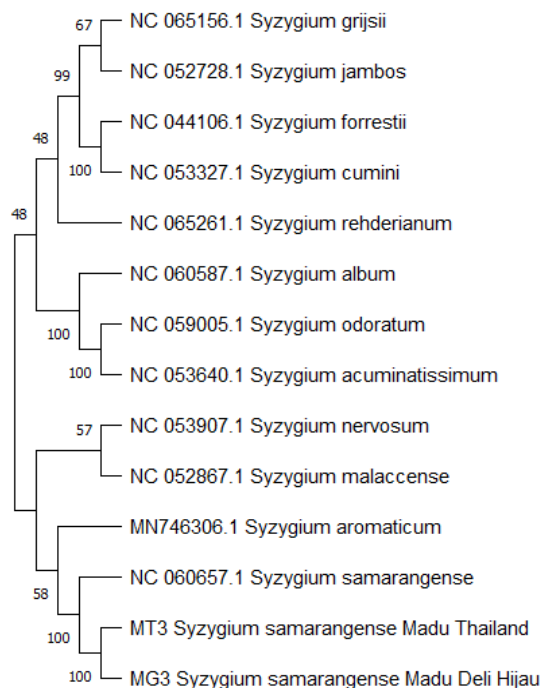 67
NC 065156.1 Syzygium grijsii
NC 052728.1 Syzygium jambos
99
NC 044106.1 Syzygium forrestii
100
NC 053327.1 Syzygium cumini
48
NC 065261.1 Syzygium rehderianum
48
NC 060587.1 Syzygium album
100
NC 059005.1 Syzygium odoratum
100
NC 053640.1 Syzygium acuminatissimum
57
NC 053907.1 Syzygium nervosum
NC 052867.1 Syzygium malaccense
MN746306.1 Syzygium aromaticum
58
NC 060657.1 Syzygium samarangense
100
MT3 Syzygium samarangense Madu Thailand
100
MG3 Syzygium samarangense Madu Deli Hijau